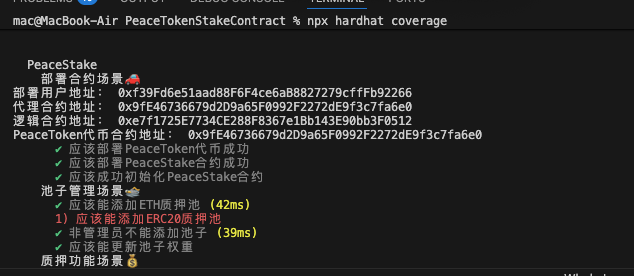 mac@MacBook-Air PeaceTokenStakeContract % npx hardhat coverage
PeaceStake
部署合约场景🚗
部署用户地址： 0xf39Fd6e51aad88F6F4ce6aB8827279cffFb92266
代理合约地址： 0x9fE46736679d2D9a65F0992F2272dE9f3c7fa6e0
逻辑合约地址： 0xe7f1725E7734CE288F8367e1Bb143E90bb3F0512
PeaceToken代币合约地址： 0x9fE46736679d2D9a65F0992F2272dE9f3c7fa6e0
✔ 应该部署PeaceToken代币成功
✔ 应该部署PeaceStake合约成功
✔ 应该成功初始化PeaceStake合约
池子管理场景🚤
✔ 应该能添加ETH质押池 (42ms)
1) 应该能添加ERC20质押池
✔ 非管理员不能添加池子 (39ms)
✔ 应该能更新池子权重
质押功能场景💰